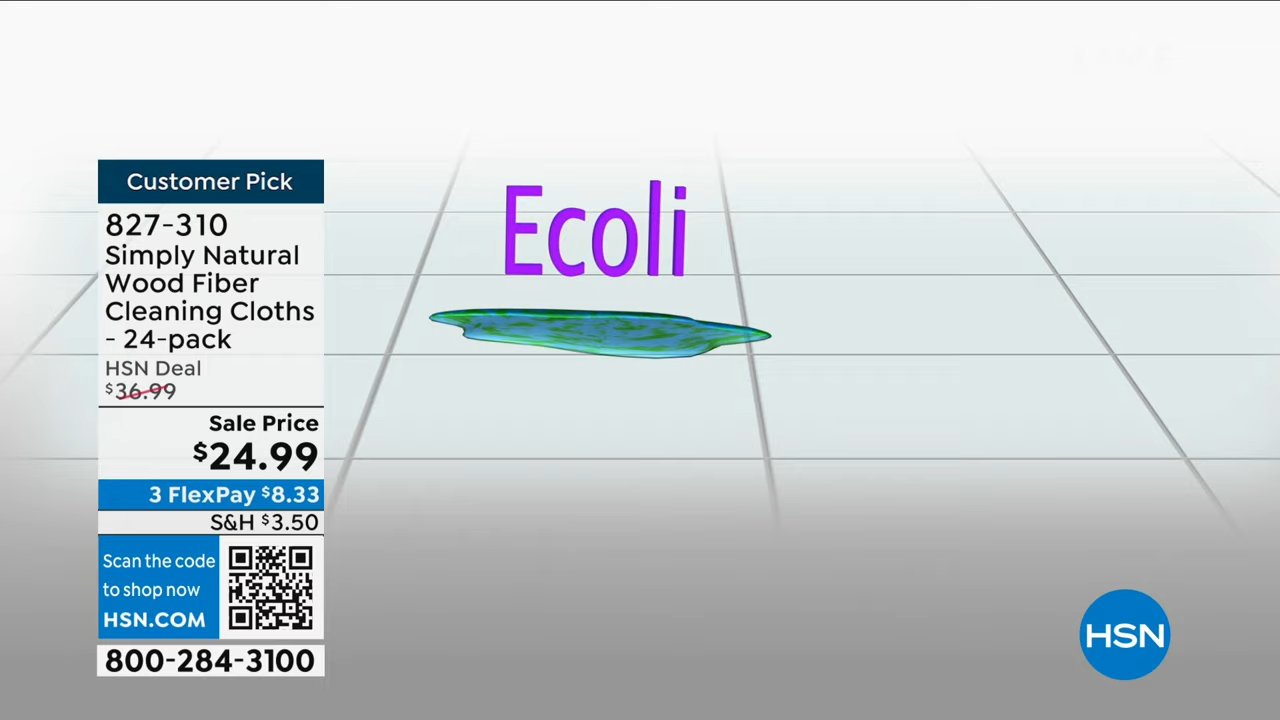 Ecoli
Customer Pick
827-310
Simply Natural
Wood Fiber
Cleaning Cloths
- 24-pack
HSN Deal
$36.99
Sale Price
$24.99
3 FlexPay $8.33
S&H $3.50
Scan the code
to shop now
HSN.COM
800-284-3100
HSN